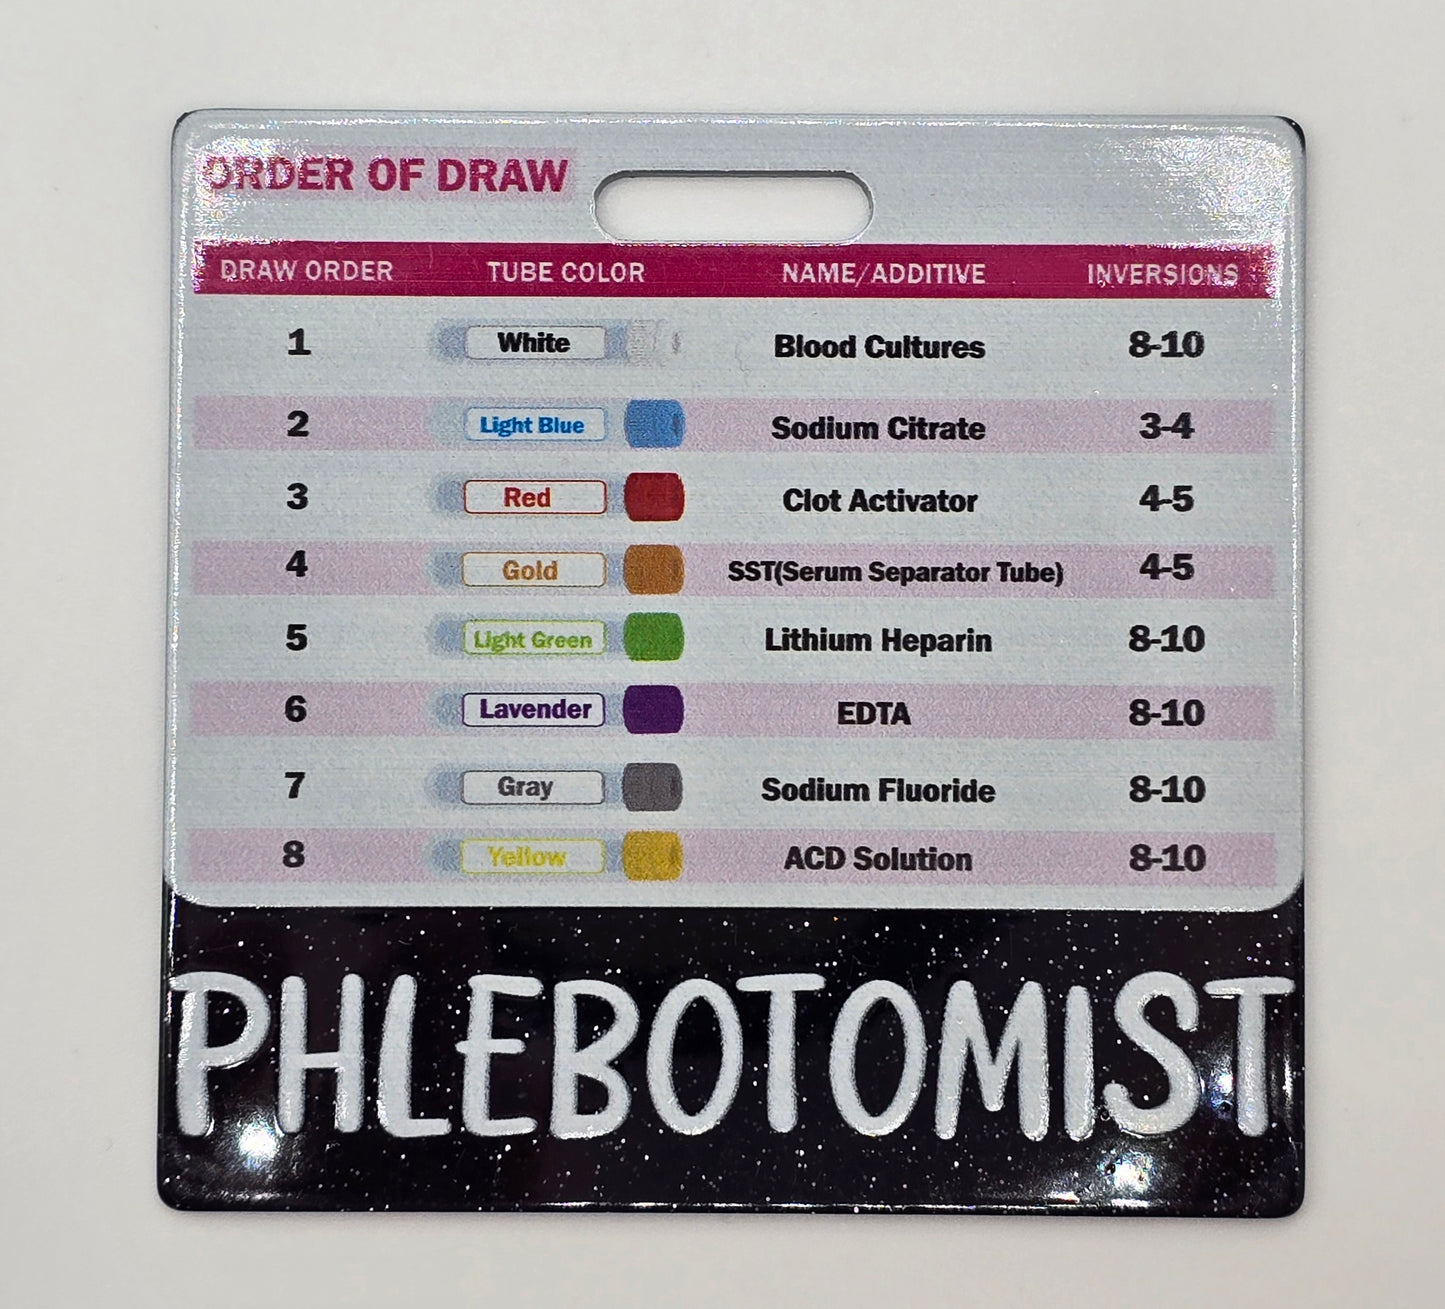 ORDER OF DRAW
DRAW ORDER TUBE COLOR NAME/ADDITIVE INVERSIONS
1 White Blood Cultures 8-10
2 Light Blue Sodium Citrate 3-4
3 Red Clot Activator 4-5
4 Gold SST(Serum Separator Tube) 4-5
5 Light Green Lithium Heparin 8-10
6 Lavender EDTA 8-10
7 Gray Sodium Fluoride 8-10
8 Yellow ACD Solution 8-10
PHLEBOTOMIST